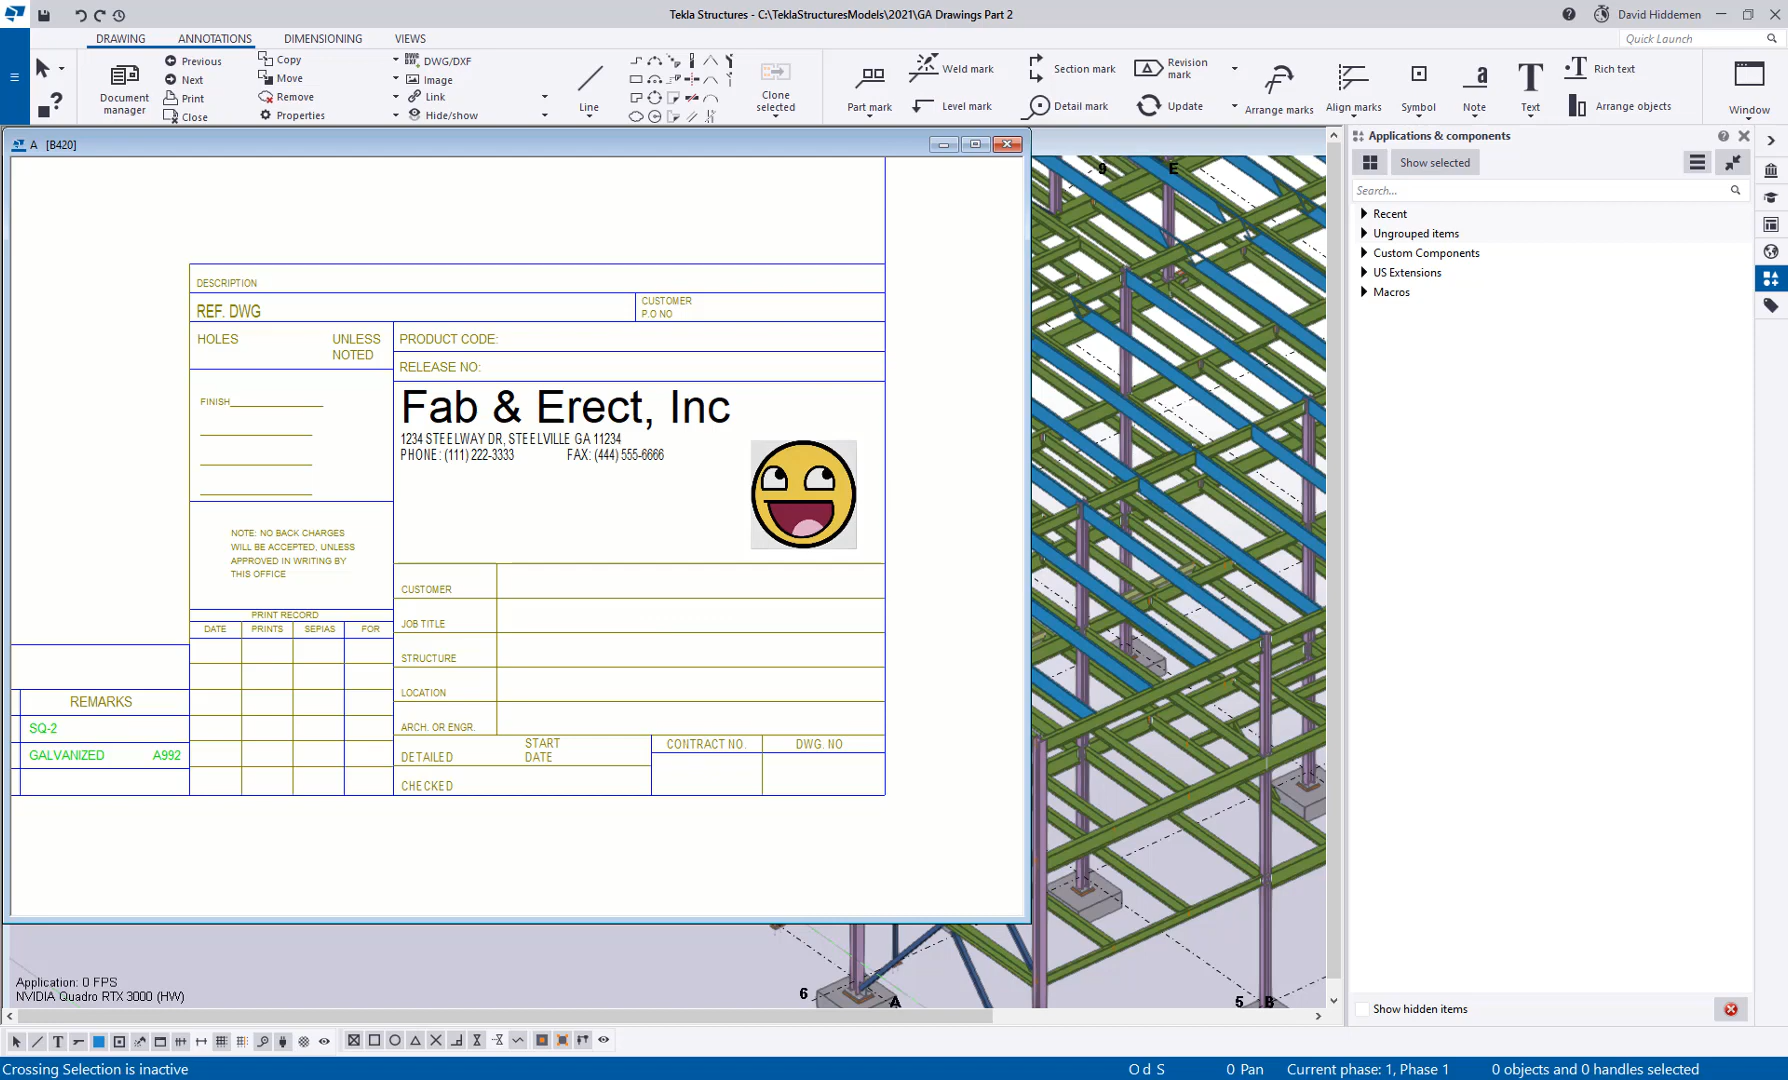 Tekla Structures - C:\TeklaStructuresModels\2021\GA Drawings Part 2
David Hiddemen
DRAWING ANNOTATIONS DIMENSIONING VIEWS
Quick Launch
Previous
Next
Print
Close
Document manager
Copy
Move
Remove
Properties
DWG/DXF
Image
Link
Hide/show
Line
Clone selected
Part mark
Weld mark
Level mark
Section mark
Detail mark
Revision mark
Update
Arrange marks
Align marks
Symbol
Note
Text
Rich text
Arrange objects
Window
A [B420]
DESCRIPTION
REF. DWG
CUSTOMER
P.O NO
HOLES UNLESS
NOTED
PRODUCT CODE:
RELEASE NO:
FINISH
Fab & Erect, Inc
1234 STEELWAY DR, STEELVILLE GA 11234
PHONE: (111) 222-3333 FAX: (444) 555-6666
NOTE: NO BACK CHARGES
WILL BE ACCEPTED, UNLESS
APPROVED IN WRITING BY
THIS OFFICE
PRINT RECORD
DATE PRINTS SEPIAS FOR
CUSTOMER
JOB TITLE
STRUCTURE
LOCATION
ARCH. OR ENGR.
DETAILED
START
DATE
CHECKED
CONTRACT NO. DWG. NO
REMARKS
SQ-2
GALVANIZED A992
9 E
6 A 5 B
Application: 0 FPS
NVIDIA Quadro RTX 3000 (HW)
Applications & components
Show selected
Search...
Recent
Ungrouped items
Custom Components
US Extensions
Macros
Show hidden items
Crossing Selection is inactive
O d S 0 Pan Current phase: 1, Phase 1 0 objects and 0 handles selected